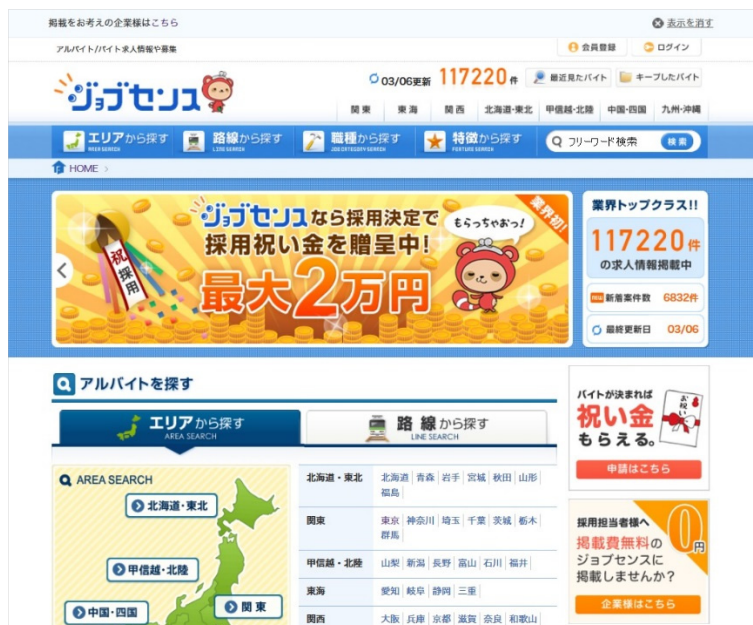 掲載をお考えの企業様はこちら
表示を消す
アルバイト/バイト求人情報や募集
会員登録
ログイン
ジョブセンス
03/06更新 117220件
最近見たバイト
キープしたバイト
関東 東海 関西 北海道・東北 甲信越・北陸 中国・四国 九州・沖縄
エリアから探す
AREA SEARCH
路線から探す
LINE SEARCH
職種から探す
JOB CATEGORY SEARCH
特徴から探す
FEATURE SEARCH
フリーワード検索
検索
HOME
祝採用
ジョブセンスなら採用決定で
採用祝い金を贈呈中!
最大2万円
もらっちゃおっ!
業界初!
業界トップクラス!!
117220件
の求人情報掲載中
新着案件数 6832件
最終更新日 03/06
アルバイトを探す
エリアから探す
AREA SEARCH
路線から探す
LINE SEARCH
AREA SEARCH
北海道・東北
甲信越・北陸
中国・四国
関東
北海道・東北 北海道 青森 岩手 宮城 秋田 山形
福島
関東 東京 神奈川 埼玉 千葉 茨城 栃木
群馬
甲信越・北陸 山梨 新潟 長野 富山 石川 福井
東海 愛知 岐阜 静岡 三重
関西 大阪 兵庫 京都 滋賀 奈良 和歌山
バイトが決まれば
祝い金
もらえる。
お祝い
申請はこちら
採用担当者様へ
掲載費無料の
ジョブセンスに
掲載しませんか?
0円
企業様はこちら